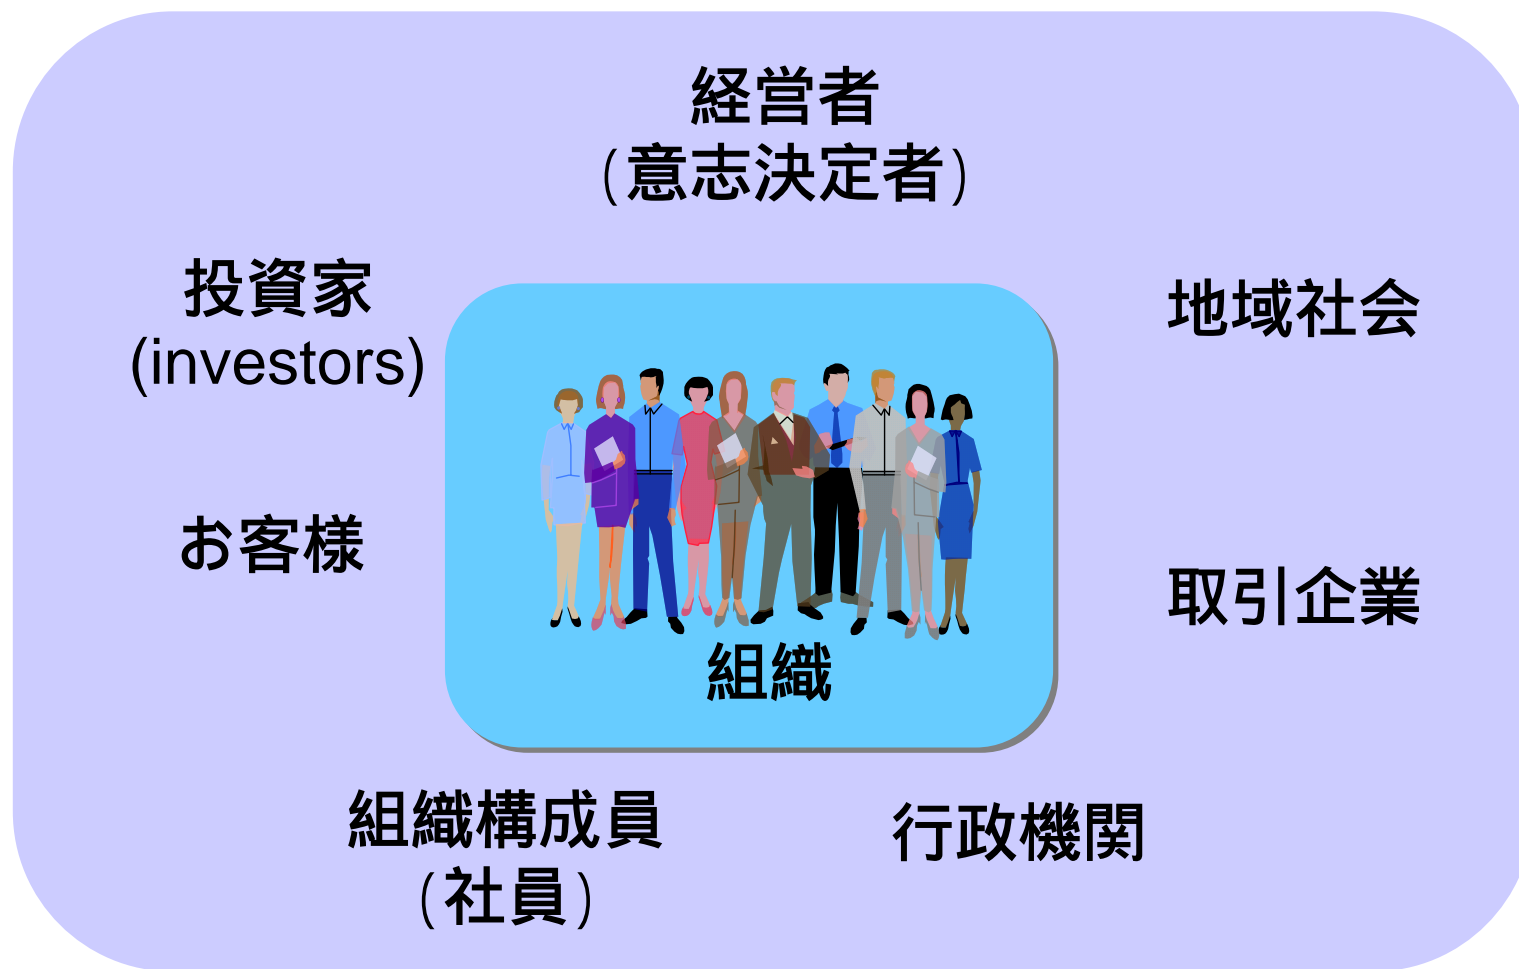 経営者
(意志決定者)
投資家
(investors)
地域社会
お客様
取引企業
組織
組織構成員
(社員)
行政機関